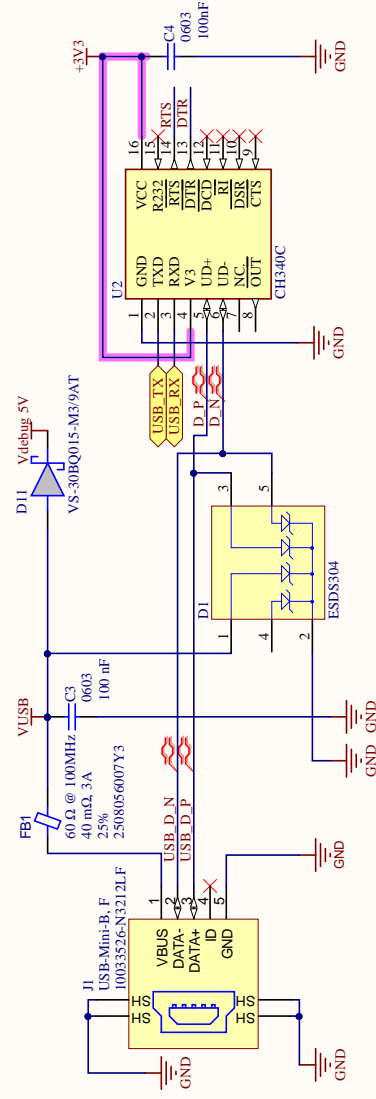 J1
USB-Mini-B, F
10033526-N3212LF
HS
HS
HS
HS
VBUS
DATA-
DATA+
ID
GND
1
2
3
4
5
GND
GND
GND
FB1
60 Ω @ 100MHz
40 mΩ, 3A
25%
2508056007Y3
USB_D_N
USB_D_P
VUSB
C3
0603
100 nF
GND
GND
D11
VS-30BQ015-M3/9AT
Vdebug 5V
D1
ESDS304
1
4
2
3
5
D_P
D_N
USB_TX
USB_RX
GND
U2
CH340C
1
2
3
4
5
6
7
8
GND
TXD
RXD
V3
UD+
UD-
NC.
OUT
VCC
R232
RTS
DTR
DCD
RI
DSR
CTS
16
15
14
13
12
11
10
9
RTS
DTR
+3V3
C4
0603
100nF
GND